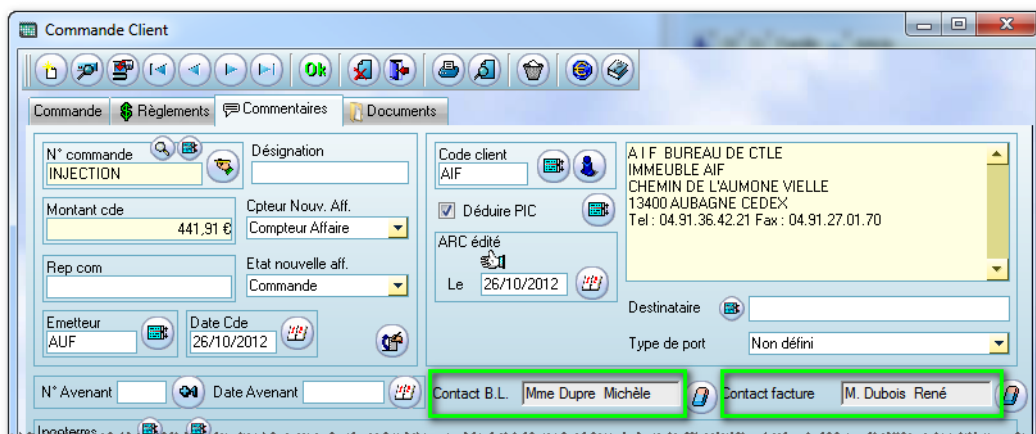 Commande Client
Ok
Commande Règlements Commentaires Documents
N° commande
INJECTION
Désignation
Montant cde
441,91 €
Cpteur Nouv. Aff.
Compteur Affaire
Rep com
Etat nouvelle aff.
Commande
Emetteur
AUF
Date Cde
26/10/2012
Code client
AIF
Déduire PIC
ARC édité
Le 26/10/2012
A I F BUREAU DE CTLE
IMMEUBLE AIF
CHEMIN DE L'AUMONE VIELLE
13400 AUBAGNE CEDEX
Tel : 04.91.36.42.21 Fax : 04.91.27.01.70
Destinataire
Type de port Non défini
N° Avenant Date Avenant
Contact B.L. Mme Dupre Michèle
Contact facture M. Dubois René